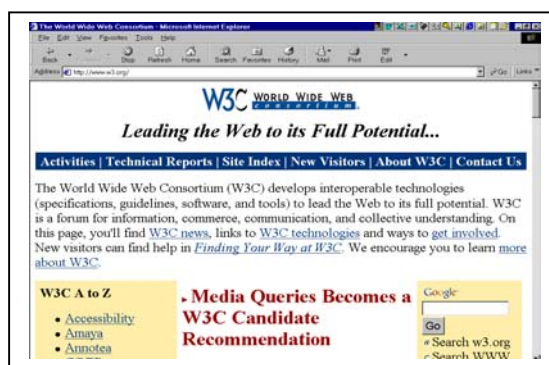 The World Wide Web Consortium - Microsoft Internet Explorer
File Edit View Favorites Tools Help
Back Stop Refresh Home Search Favorites History Mail Print Edit
Address http://www.w3.org/ Go Links
W3C WORLD WIDE WEB
consortium
Leading the Web to its Full Potential...
Activities | Technical Reports | Site Index | New Visitors | About W3C | Contact Us
The World Wide Web Consortium (W3C) develops interoperable technologies
(specifications, guidelines, software, and tools) to lead the Web to its full potential. W3C
is a forum for information, commerce, communication, and collective understanding. On
this page, you'll find W3C news, links to W3C technologies and ways to get involved.
New visitors can find help in Finding Your Way at W3C. We encourage you to learn more
about W3C.
W3C A to Z
Accessibility
Amaya
Annotea
Media Queries Becomes a
W3C Candidate
Recommendation
Google
Go
Search w3.org
Search WWW